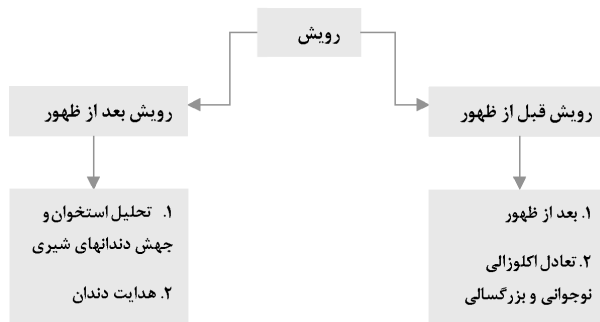 رویش
رویش قبل از ظهور
رویش بعد از ظهور
۱. بعد از ظهور
۲. تعادل اکلوزالی
نوجوانی و بزرگسالی
۱. تحلیل استخوان و
جهش دندانهای شیری
۲. هدایت دندان